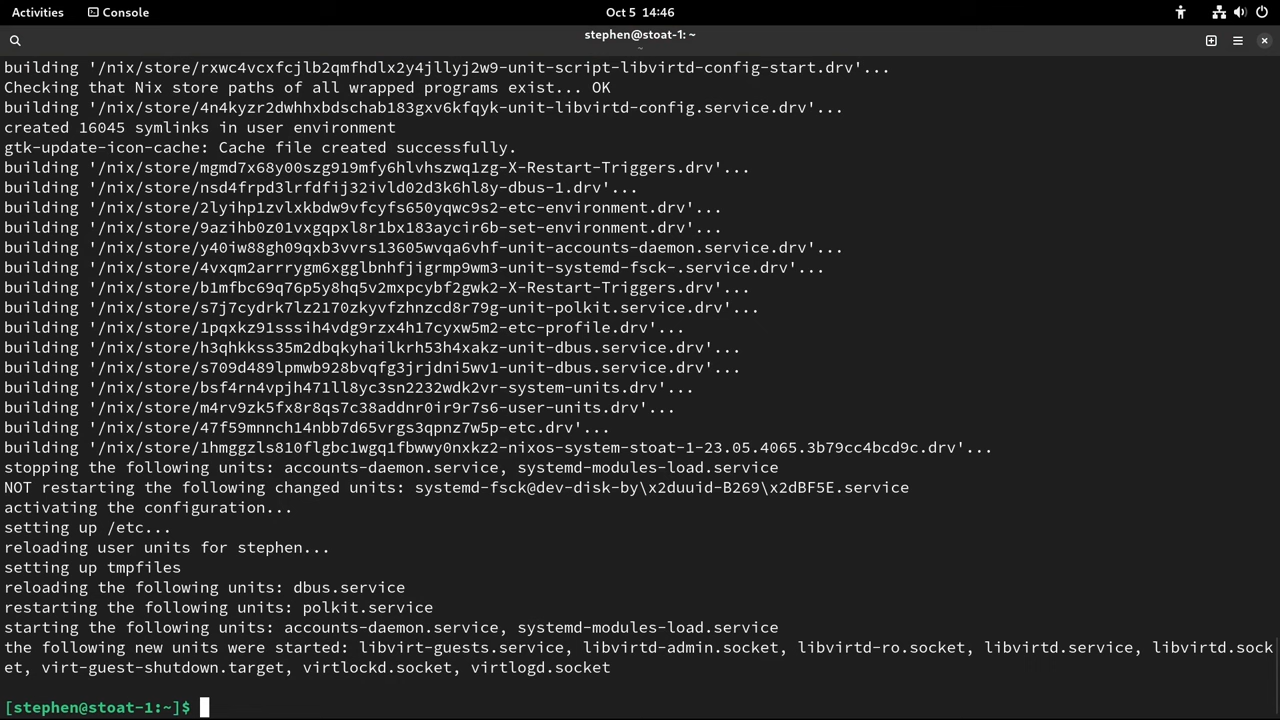 Activities Console Oct 5 14:46
stephen@stoat-1: ~
~
building '/nix/store/rxwc4vcxfcjlb2qmfhdlx2y4jllyj2w9-unit-script-libvirtd-config-start.drv'...
Checking that Nix store paths of all wrapped programs exist... OK
building '/nix/store/4n4kyzr2dwhhxbdschab183gxv6kfqyk-unit-libvirtd-config.service.drv'...
created 16045 symlinks in user environment
gtk-update-icon-cache: Cache file created successfully.
building '/nix/store/mgmd7x68y00szg919mfy6hlvhszwq1zg-X-Restart-Triggers.drv'...
building '/nix/store/nsd4frpd3lrfdfij32ivld02d3k6hl8y-dbus-1.drv'...
building '/nix/store/2lyihp1zvlxkbdw9vfcyfs650yqwc9s2-etc-environment.drv'...
building '/nix/store/9azihb0z01vxgqpxl8r1bx183aycir6b-set-environment.drv'...
building '/nix/store/y40iw88gh09qxb3vvrs13605wvqa6vhf-unit-accounts-daemon.service.drv'...
building '/nix/store/4vxqm2arrrygm6xgglbnhfjigrmp9wm3-unit-systemd-fsck-.service.drv'...
building '/nix/store/b1mfbc69q76p5y8hq5v2mxpcybf2gwk2-X-Restart-Triggers.drv'...
building '/nix/store/s7j7cydrk7lz2170zkyvfzhnzcd8r79g-unit-polkit.service.drv'...
building '/nix/store/1pqxkz91sssih4vdg9rzx4h17cyxw5m2-etc-profile.drv'...
building '/nix/store/h3qhkkss35m2dbqkyhailkrh53h4xakz-unit-dbus.service.drv'...
building '/nix/store/s709d489lpmwb928bvqfg3jrjdni5wv1-unit-dbus.service.drv'...
building '/nix/store/bsf4rn4vpjh471ll8yc3sn2232wdk2vr-system-units.drv'...
building '/nix/store/m4rv9zk5fx8r8qs7c38addnr0ir9r7s6-user-units.drv'...
building '/nix/store/47f59mnnch14nbb7d65vrgs3qpnz7w5p-etc.drv'...
building '/nix/store/1hmggzls810flgbc1wgq1fbwwy0nxkz2-nixos-system-stoat-1-23.05.4065.3b79cc4bcd9c.drv'...
stopping the following units: accounts-daemon.service, systemd-modules-load.service
NOT restarting the following changed units: systemd-fsck@dev-disk-by\x2duuid-B269\x2dBF5E.service
activating the configuration...
setting up /etc...
reloading user units for stephen...
setting up tmpfiles
reloading the following units: dbus.service
restarting the following units: polkit.service
starting the following units: accounts-daemon.service, systemd-modules-load.service
the following new units were started: libvirt-guests.service, libvirtd-admin.socket, libvirtd-ro.socket, libvirtd.service, libvirtd.sock
et, virt-guest-shutdown.target, virtlockd.socket, virtlogd.socket
[stephen@stoat-1:~]$